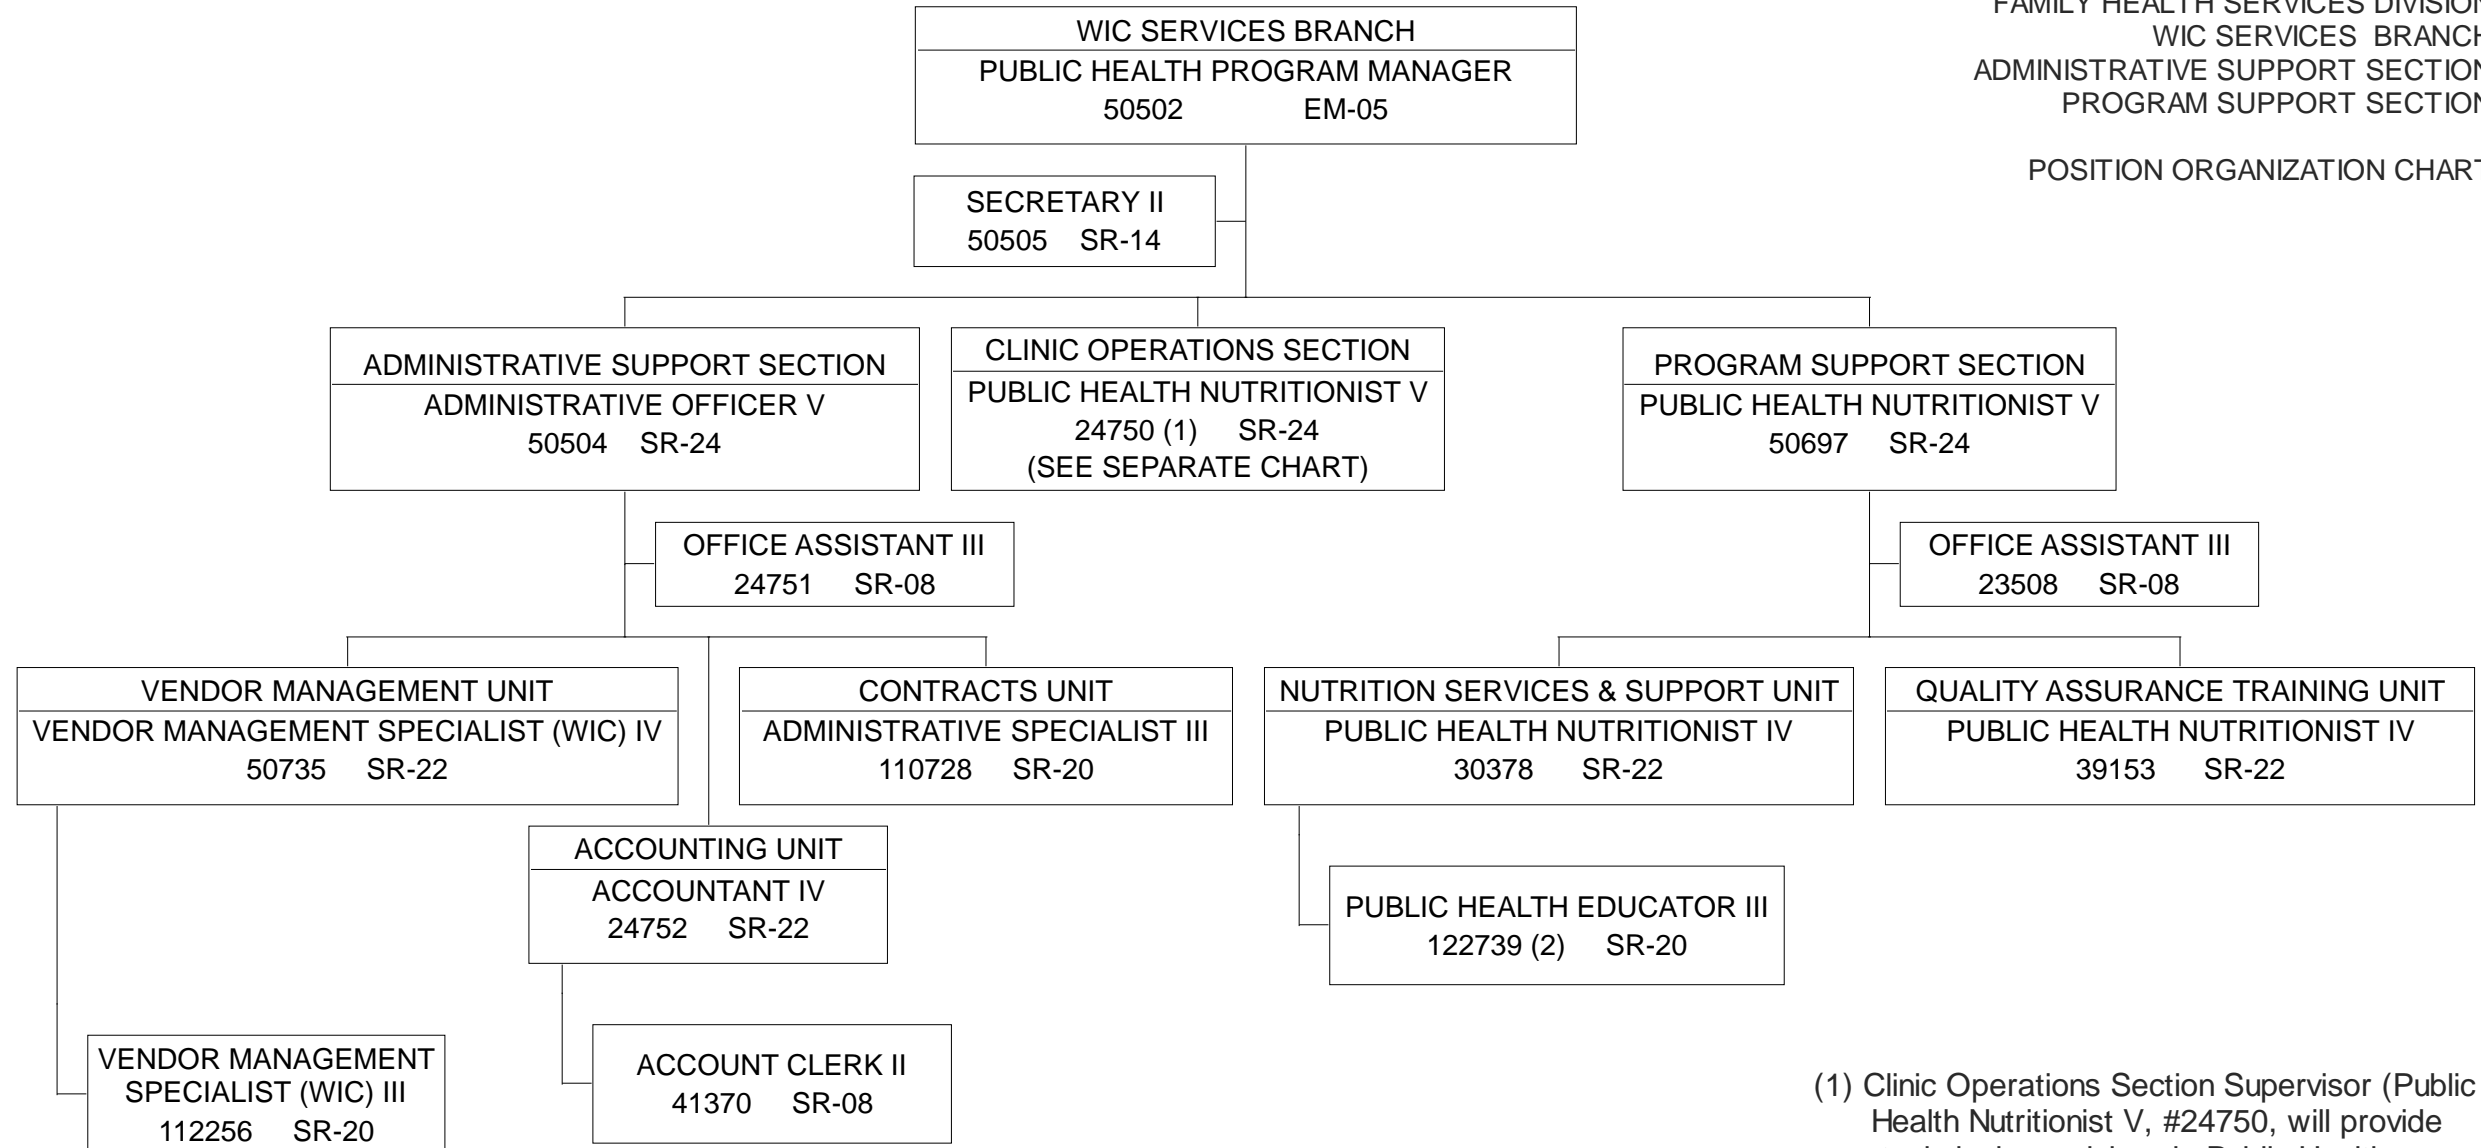 FAMILY HEALTH SERVICES DIVISION
WIC SERVICES BRANCH
ADMINISTRATIVE SUPPORT SECTION
PROGRAM SUPPORT SECTION
POSITION ORGANIZATION CHART
WIC SERVICES BRANCH
PUBLIC HEALTH PROGRAM MANAGER
50502 EM-05
SECRETARY II
50505 SR-14
ADMINISTRATIVE SUPPORT SECTION
ADMINISTRATIVE OFFICER V
50504 SR-24
CLINIC OPERATIONS SECTION
PUBLIC HEALTH NUTRITIONIST V
24750 (1) SR-24
(SEE SEPARATE CHART)
PROGRAM SUPPORT SECTION
PUBLIC HEALTH NUTRITIONIST V
50697 SR-24
OFFICE ASSISTANT III
24751 SR-08
OFFICE ASSISTANT III
23508 SR-08
VENDOR MANAGEMENT UNIT
VENDOR MANAGEMENT SPECIALIST (WIC) IV
50735 SR-22
CONTRACTS UNIT
ADMINISTRATIVE SPECIALIST III
110728 SR-20
NUTRITION SERVICES & SUPPORT UNIT
PUBLIC HEALTH NUTRITIONIST IV
30378 SR-22
QUALITY ASSURANCE TRAINING UNIT
PUBLIC HEALTH NUTRITIONIST IV
39153 SR-22
ACCOUNTING UNIT
ACCOUNTANT IV
24752 SR-22
PUBLIC HEALTH EDUCATOR III
122739 (2) SR-20
VENDOR MANAGEMENT
SPECIALIST (WIC) III
112256 SR-20
ACCOUNT CLERK II
41370 SR-08
(1) Clinic Operations Section Supervisor (Public
Health Nutritionist V, #24750, will provide